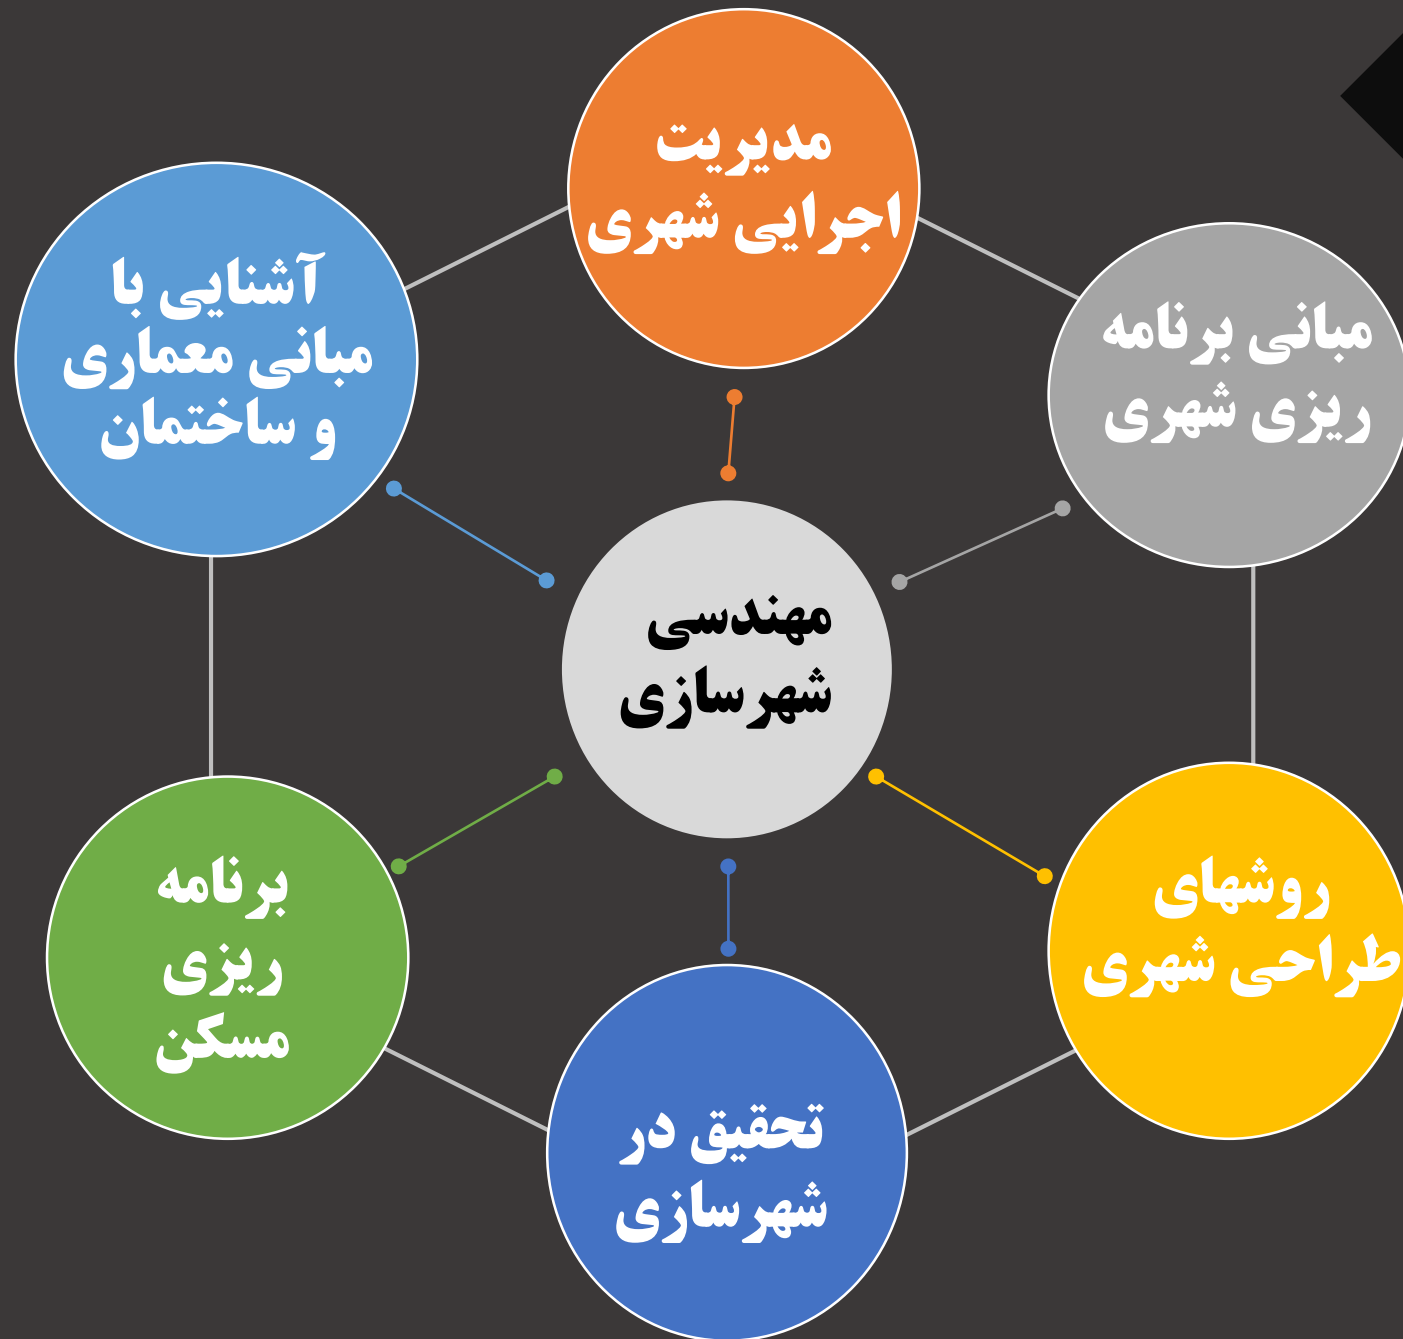 مدیریت
اجرایی شهری
مبانی برنامه
ریزی شهری
آشنایی با
مبانی معماری
و ساختمان
مهندسی
شهرسازی
روشهای
طراحی شهری
برنامه
ریزی
مسکن
تحقیق در
شهرسازی